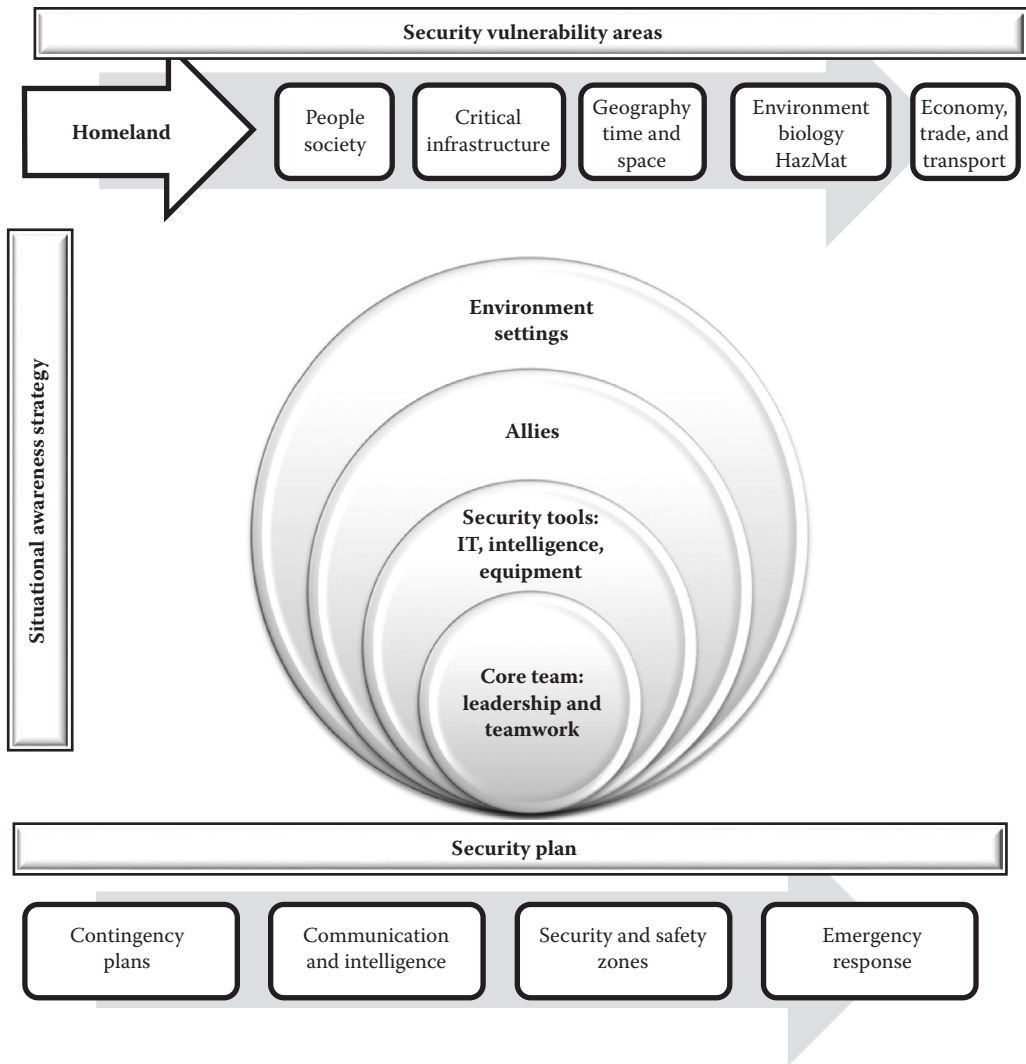 Security vulnerability areas
Homeland
People
society
Critical
infrastructure
Geography
time and
space
Environment
biology
HazMat
Economy,
trade, and
transport
Situational awareness strategy
Environment
settings
Allies
Security tools:
IT, intelligence,
equipment
Core team:
leadership and
teamwork
Security plan
Contingency
plans
Communication
and intelligence
Security and safety
zones
Emergency
response